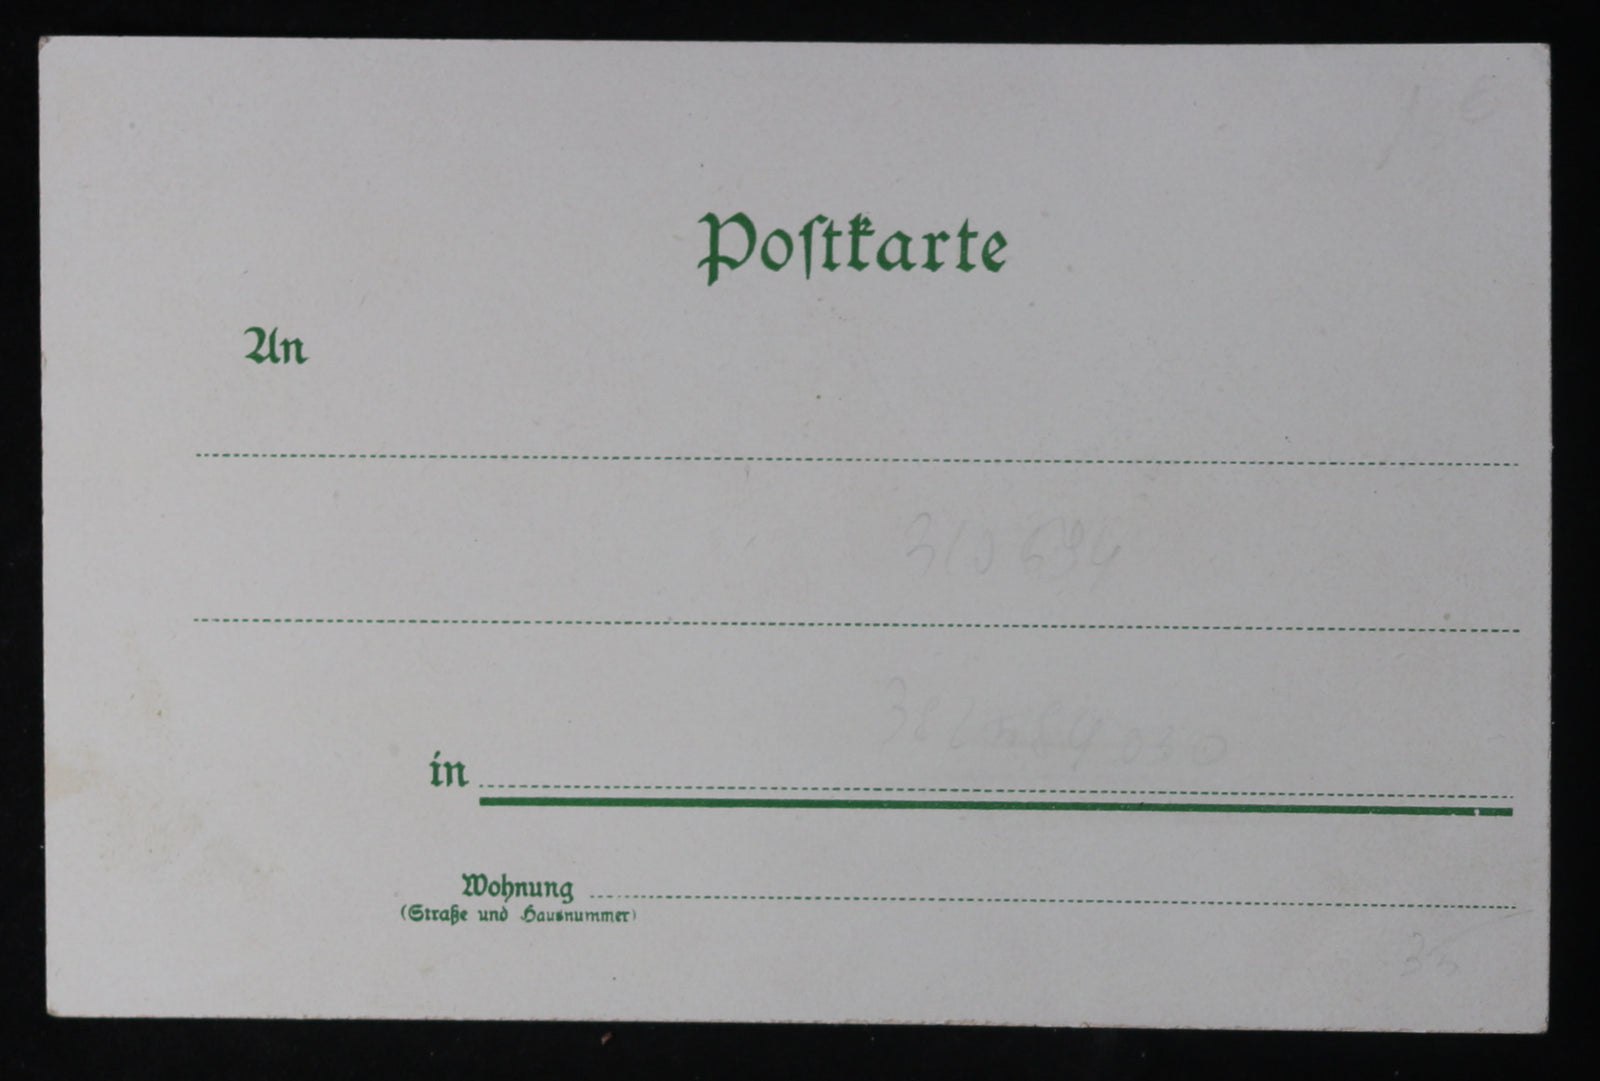 Postkarte
An
in
Wohnung
(Straße und Hausnummer)